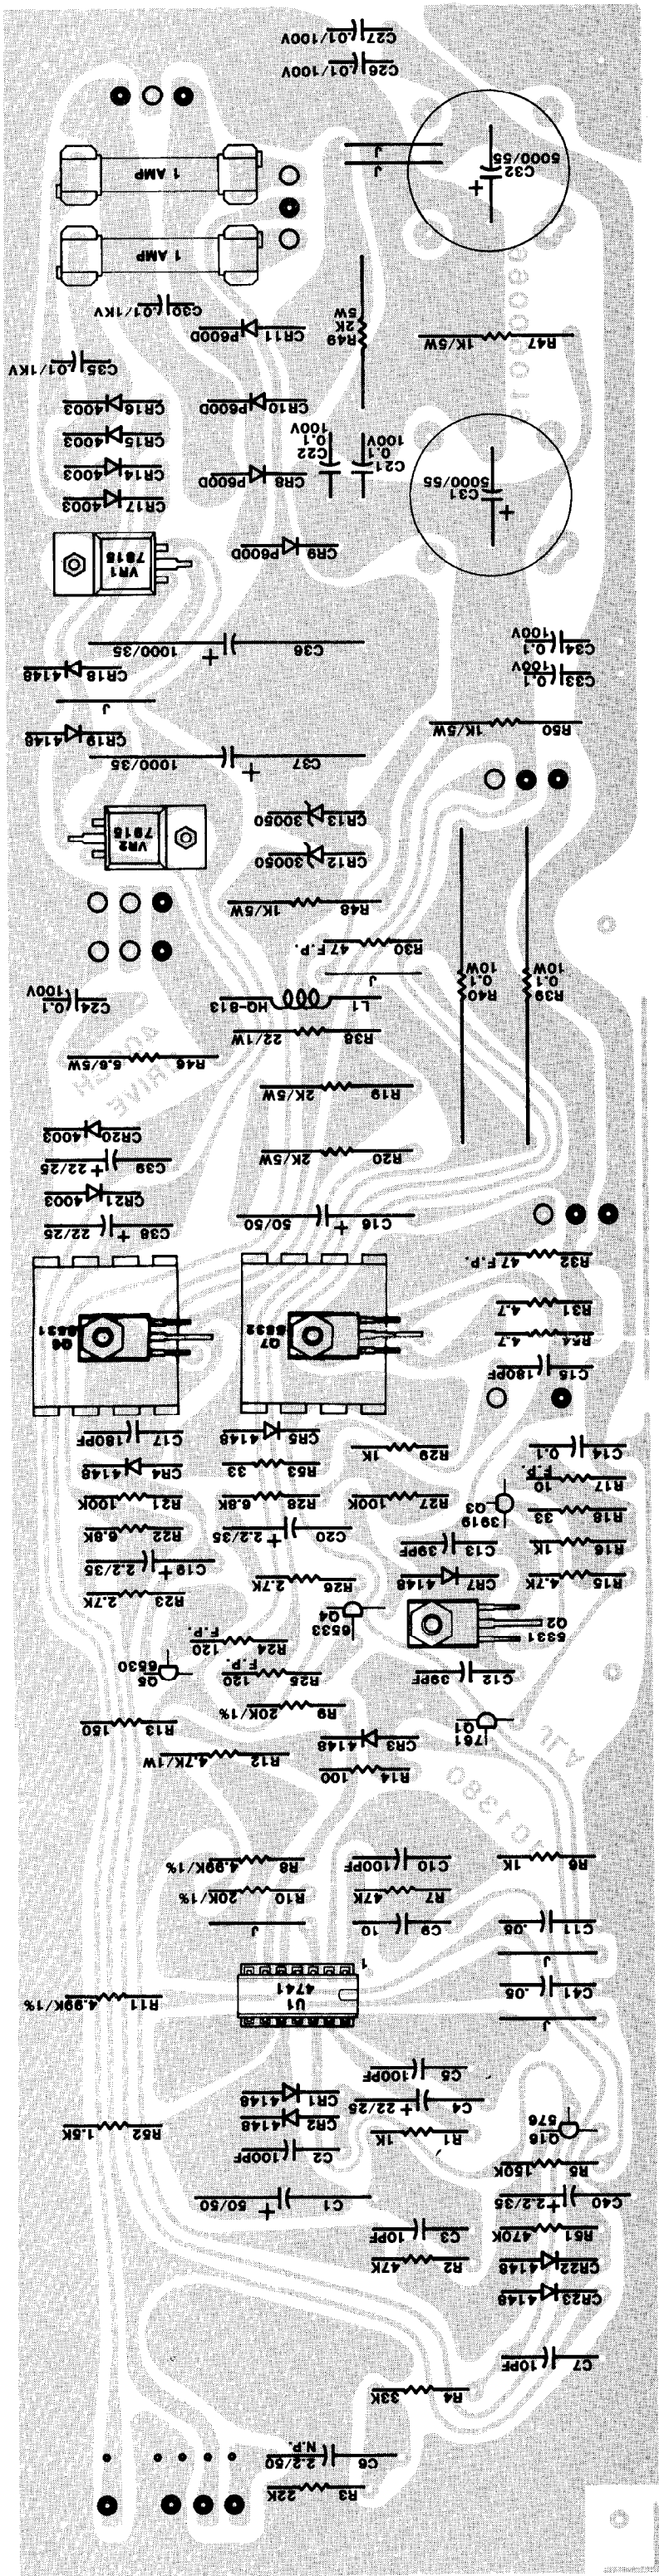 R3 22K
C6 2.2/50
N.P.
R4 33K
C7 10PF
CR23 4148
CR22 4148
R2 47K
R51 470K
C3 10PF
C40 2.2/35
C1 50/50
R5 150K
C2 100PF
R52 1.5K
R1 1K
Q16
576
CR2 4148
C4 22/25
CR1 4148
C5 100PF
J
C41 .05
R11 4.99K/1%
U1
4741
1
J
C11 .05
C9 10
J
R7 47K
R10 20K/1%
R6 1K
C10 100PF
R8 4.99K/1%
R14 100
R12 4.7K/1W
CR3 4148
Q1
1761
R13 150
R9 20K/1%
C12 39PF
R25 120
F.P.
Q5
6530
R24 120
F.P.
Q2
5331
Q4
6533
R23 2.7K
R26 2.7K
CR7 4148
R15 4.7K
C19 2.2/35
C13 39PF
R16 1K
C20 2.2/35
R22 6.8K
Q3
3919
R18 33
R27 100K
R28 6.8K
R21 100K
R17 10
F.P.
R53 33
CR4 4148
C14 0.1
R29 1K
CR5 4148
C17 180PF
C15 180PF
R54 4.7
Q7
5532
Q6
5531
R31 4.7
R32 47 F.P.
C38 22/25
C16 50/50
CR21 4003
C39 22/25
R20 2K/5W
CR20 4003
R19 2K/5W
R46 5.6/5W
R38 22/1W
L1 HQ-813
C24 0.1
100V
R39
0.1
10W
R40
0.1
10W
J
R30 47 F.P.
R48 1K/5W
CR12 30050
VR2
7915
CR13 30050
C37 1000/35
CR19 4148
R50 1K/5W
J
CR18 4148
C33 0.1
100V
C36 1000/35
C34 0.1
100V
VR1
7815
CR9 P600D
CR17 4003
C31
5000/55
CR8 P600D
CR14 4003
C21
0.1
100V
C22
0.1
100V
CR15 4003
CR10 P600D
CR16 4003
C35 .01/1KV
R47 1K/5W
R49
2K
5W
CR11 P600D
C30 .01/1KV
1 AMP
1 AMP
C32
5000/55
J
J
C26 .01/100V
C27 .01/100V